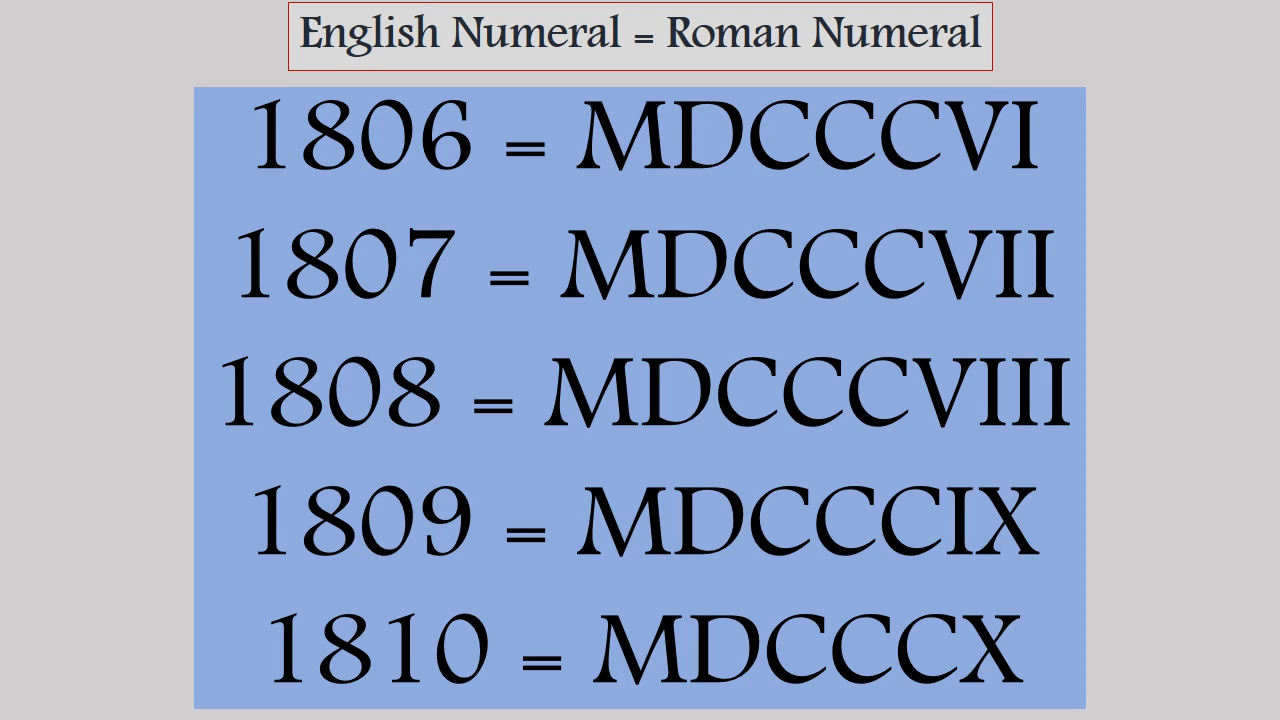 English Numeral = Roman Numeral
1806 = MDCCCVI
1807 = MDCCCVII
1808 = MDCCCVIII
1809 = MDCCCIX
1810 = MDCCCX